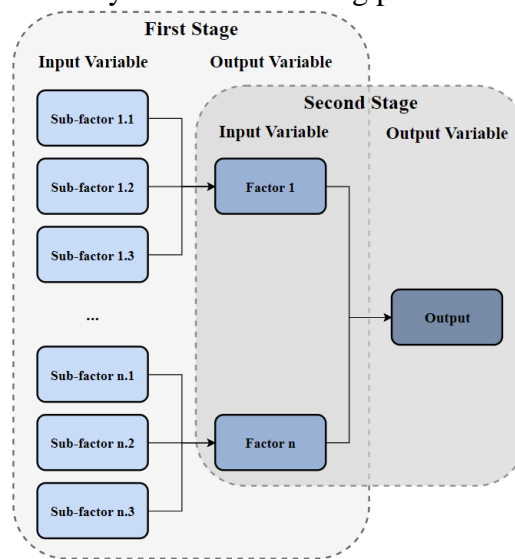 First Stage
Input Variable
Output Variable
Sub-factor 1.1
Sub-factor 1.2
Sub-factor 1.3
...
Sub-factor n.1
Sub-factor n.2
Sub-factor n.3
Second Stage
Input Variable
Output Variable
Factor 1
Factor n
Output